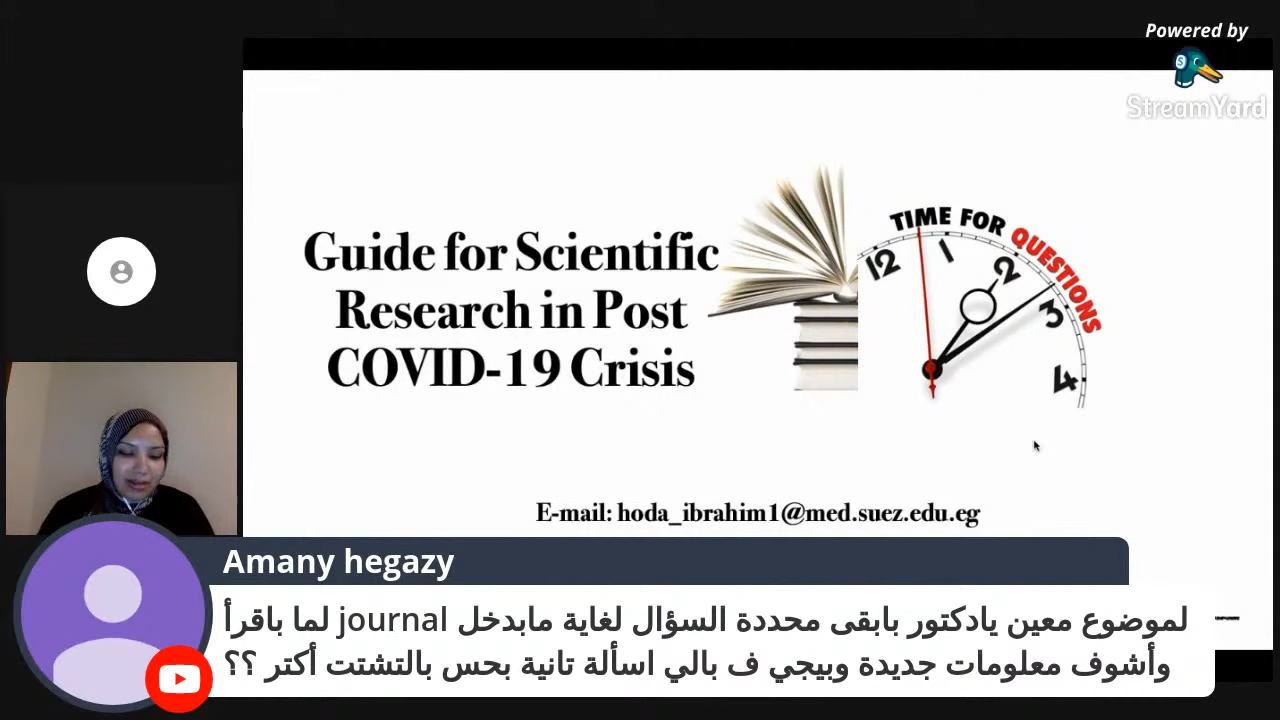 Powered by
StreamYard
Guide for Scientific
Research in Post
COVID-19 Crisis
TIME FOR QUESTIONS
12 1 2 3 4
E-mail: hoda_ibrahim1@med.suez.edu.eg
Amany hegazy
لما باقرأ journal لموضوع معين يادكتور بابقى محددة السؤال لغاية مابدخل
وأشوف معلومات جديدة وبيجي ف بالي اسألة تانية بحس بالتشتت أكتر ؟؟